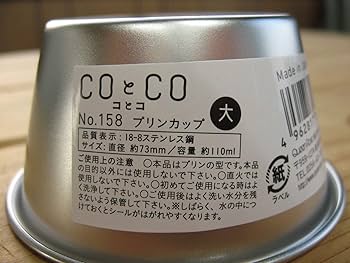 COとCO
コとコ
No.158 プリンカップ
大
品質表示：18-8ステンレス鋼
サイズ：直径 約73mm／容量 約110ml
ご使用上の注意 ○本品はプリンの型です。本来の目的以外には使用しないで下さい。○直火では使用しないで下さい。○初めてご使用になる時はよく洗浄して下さい。○ご使用後はよく洗い水分を残さないよう保管して下さい。※しばらく、水の中につけておくとシールがはがれやすくなります。
Made in
4 9628
紙
ラベル